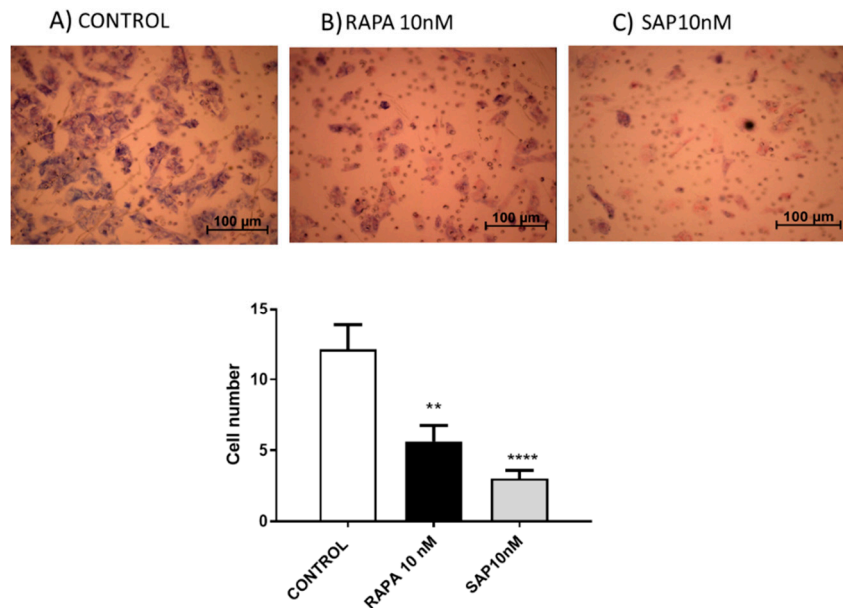 A) CONTROL
B) RAPA 10nM
C) SAP10nM
100 µm
100 µm
100 µm
15
10
5
0
Cell number
**
****
CONTROL
RAPA 10 nM
SAP10nM